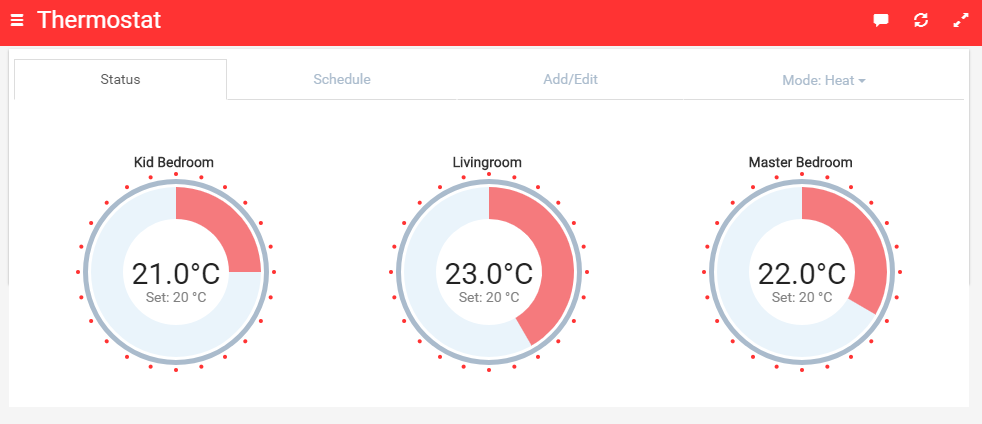 Thermostat
Status
Schedule
Add/Edit
Mode: Heat
Kid Bedroom
Livingroom
Master Bedroom
21.0°C
Set: 20 °C
23.0°C
Set: 20 °C
22.0°C
Set: 20 °C